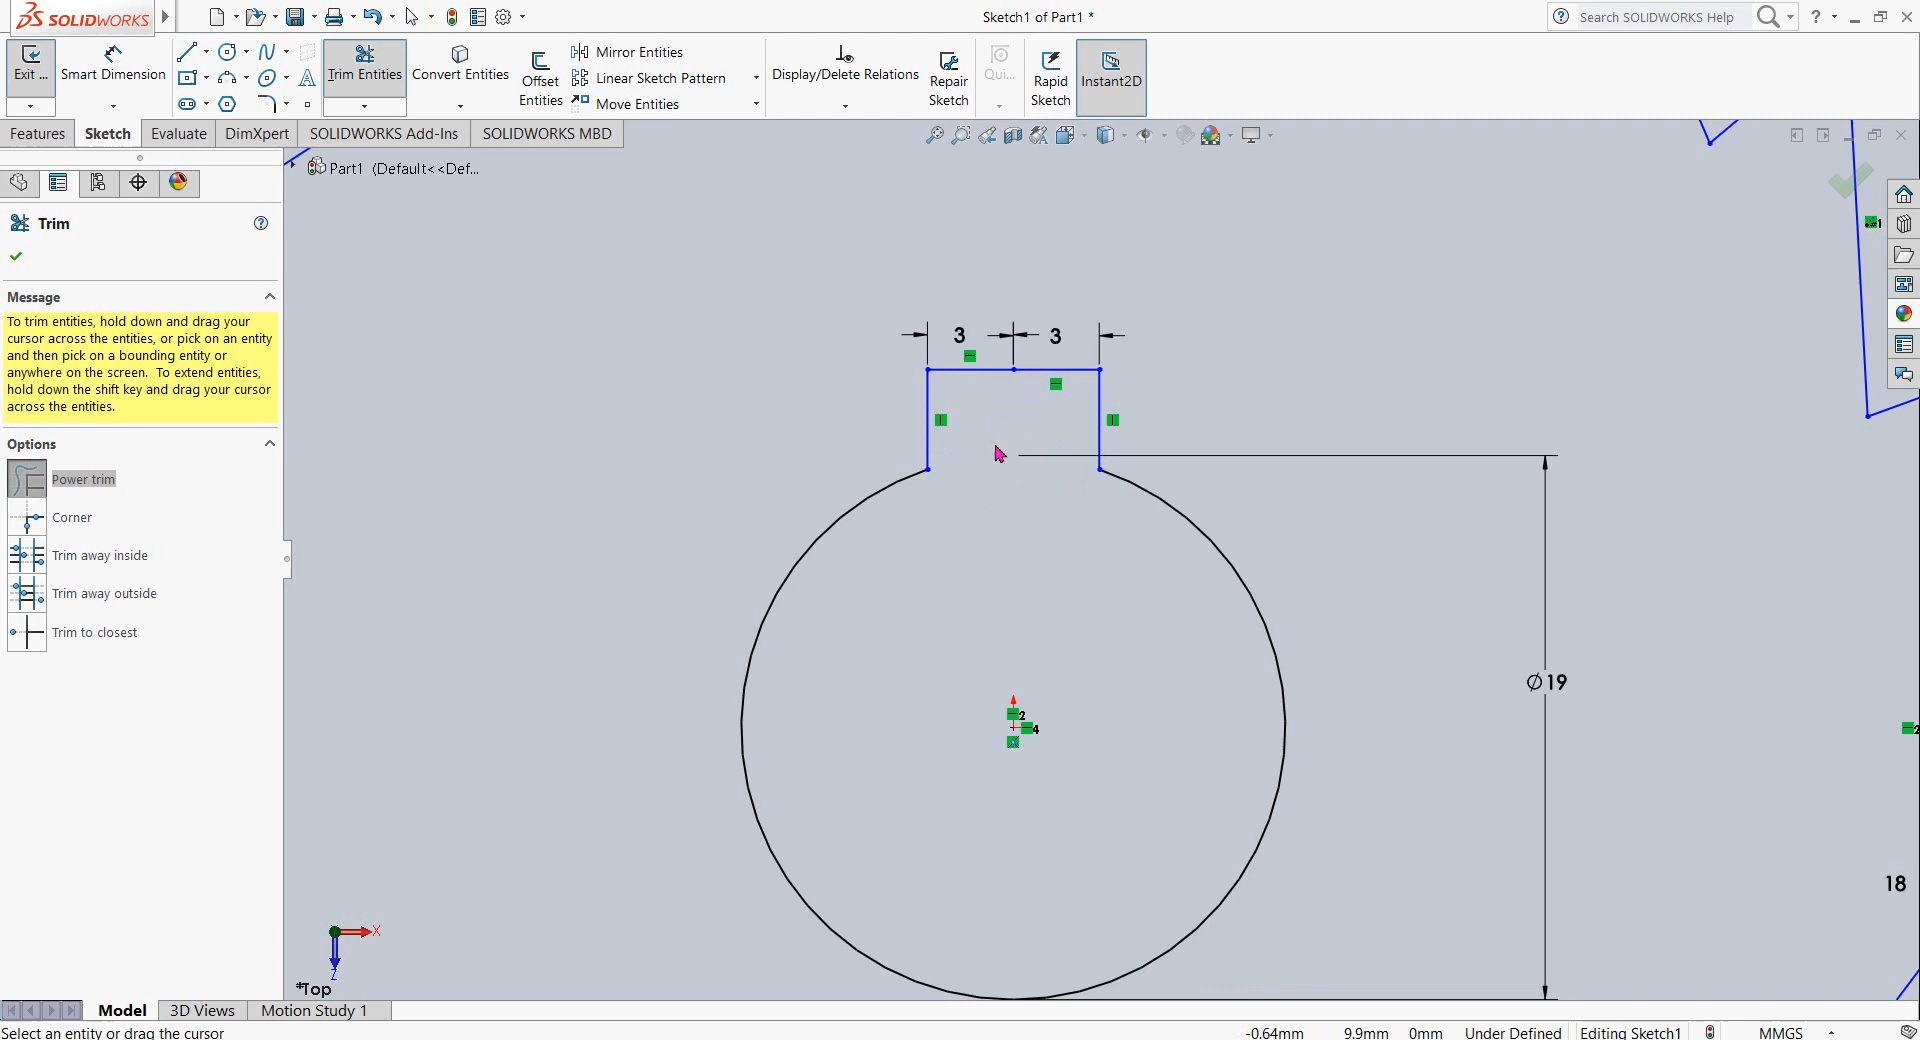 SOLIDWORKS
Sketch1 of Part1 *
Search SOLIDWORKS Help
?
Exit ...
Smart Dimension
Trim Entities
Convert Entities
Offset
Entities
Mirror Entities
Linear Sketch Pattern
Move Entities
Display/Delete Relations
Repair
Sketch
Qui...
Rapid
Sketch
Instant2D
Features
Sketch
Evaluate
DimXpert
SOLIDWORKS Add-Ins
SOLIDWORKS MBD
Part1 (Default<<Def...
Trim
?
Message
To trim entities, hold down and drag your
cursor across the entities, or pick on an entity
and then pick on a bounding entity or
anywhere on the screen. To extend entities,
hold down the shift key and drag your cursor
across the entities.
Options
Power trim
Corner
Trim away inside
Trim away outside
Trim to closest
3
3
1
∅19
2
4
2
18
X
Z
*Top
Model
3D Views
Motion Study 1
Select an entity or drag the cursor
-0.64mm
9.9mm
0mm
Under Defined
Editing Sketch1
MMGS